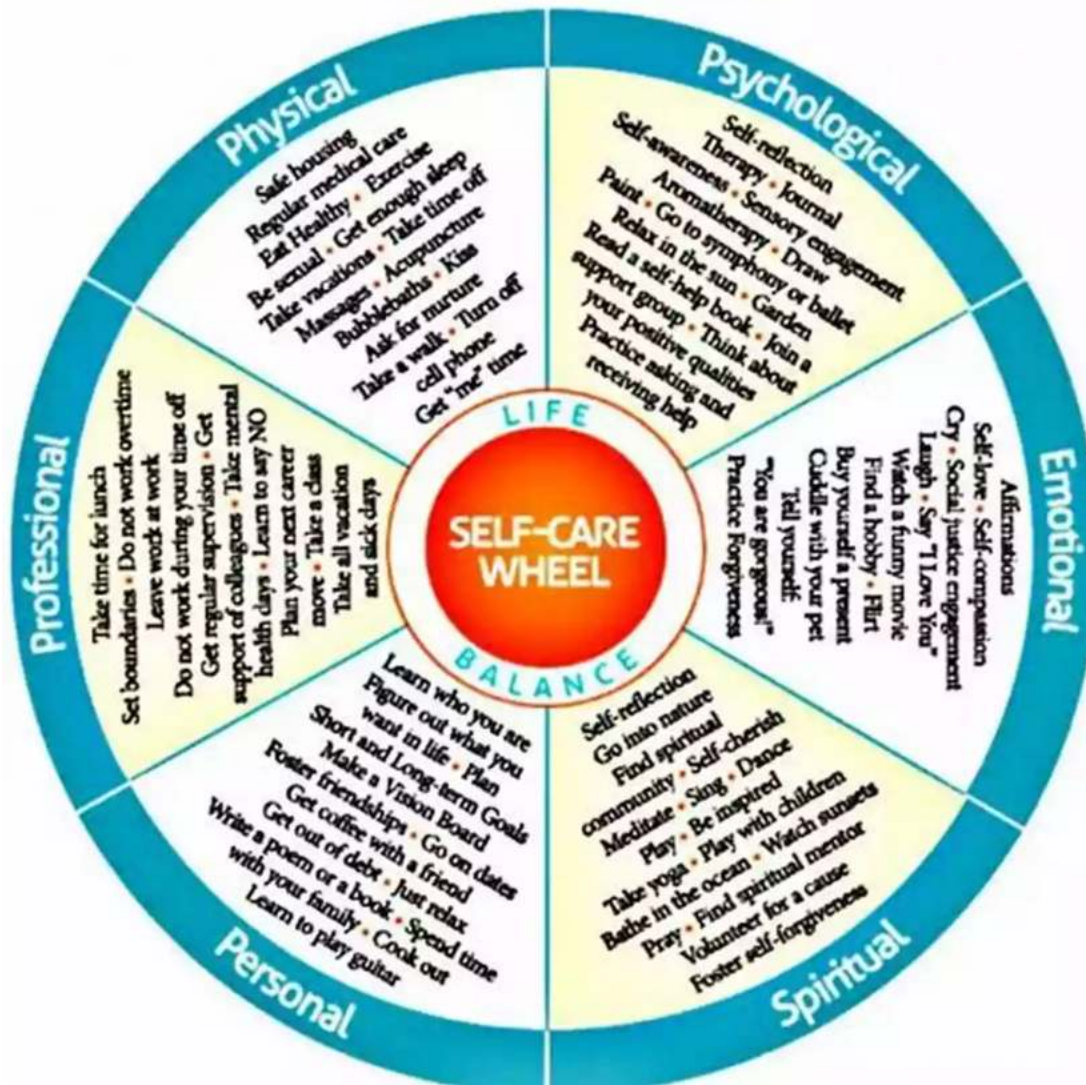 Physical
Safe housing
Regular medical care
Eat Healthy • Exercise
Be sexual • Get enough sleep
Take vacations • Take time off
Massages • Acupuncture
Bubblebaths • Kiss
Ask for nurture
Take a walk • Turn off
cell phone
Get "me" time
Psychological
Self-reflection
Therapy • Journal
Self-awareness • Sensory engagement
Aromatherapy • Draw
Paint • Go to symphony or ballet
Relax in the sun • Garden
Read a self-help book • Join a
support group • Think about
your positive qualities
Practice asking and
receiving help
Emotional
Affirmations
Self-love • Self-compassion
Cry • Social justice engagement
Laugh • Say "I Love You"
Watch a funny movie
Find a hobby • Flirt
Buy yourself a present
Cuddle with your pet
Tell yourself:
"You are gorgeous!"
Practice Forgiveness
Spiritual
Self-reflection
Go into nature
Find spiritual
community • Self-cherish
Meditate • Sing • Dance
Play • Be inspired
Take yoga • Play with children
Bathe in the ocean • Watch sunsets
Pray • Find spiritual mentor
Volunteer for a cause
Foster self-forgiveness
Personal
Learn who you are
Figure out what you
want in life • Plan
Short and Long-term Goals
Make a Vision Board
Foster friendships • Go on dates
Get coffee with a friend
Get out of debt • Just relax
Write a poem or a book • Spend time
with your family • Cook out
Learn to play guitar
Professional
Take time for lunch
Set boundaries • Do not work overtime
Leave work at work
Do not work during your time off
Get regular supervision • Get
support of colleagues • Take mental
health days • Learn to say NO
Plan your next career
move • Take a class
Take all vacation
and sick days
LIFE
SELF-CARE
WHEEL
BALANCE